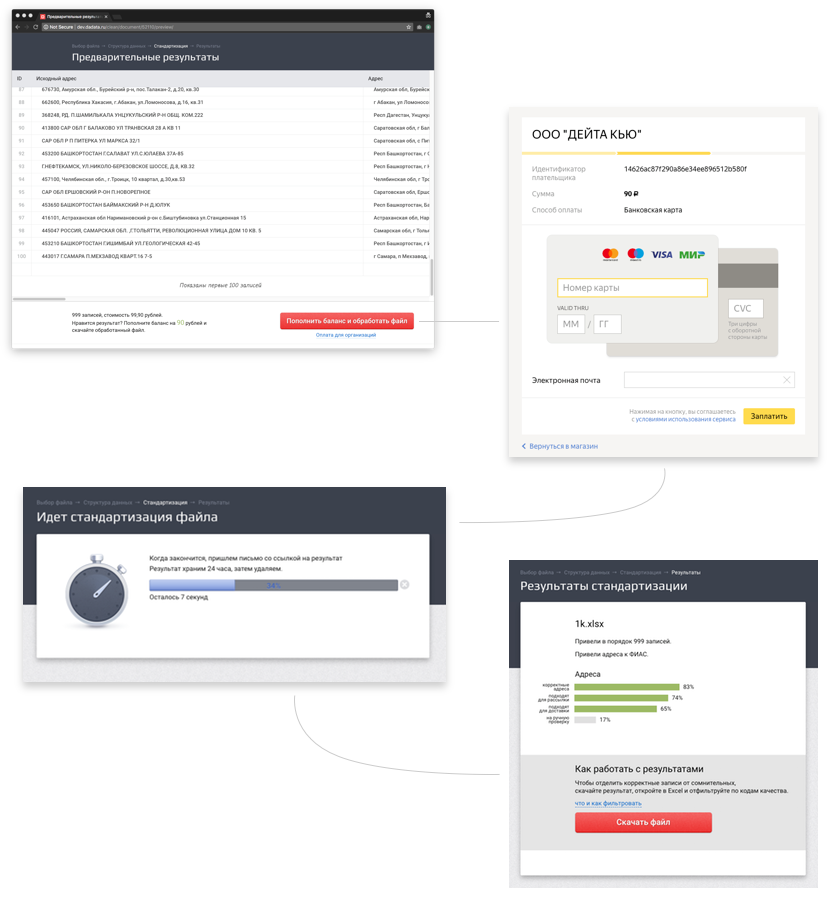 Предварительные результа
Not Secure | dev.dadata.ru/clean/document/52710/preview/
Выбор файла → Структура данных → Стандартизация → Результаты
Предварительные результаты
ID Исходный адрес Адрес
87 676730, Амурская обл., Бурейский р-н, пос.Талакан-2, д.20, кв.30 Амурская обл, Бурейск
88 662600, Республика Хакасия, г.Абакан, ул.Ломоносова, д.16, кв.31 г Абакан, ул Ломонос
89 368248, РД, П.ШАМИЛЬКАЛА УНЦУКУЛЬСКИЙ Р-Н ОБЩ. КОМ.222 Респ Дагестан, Унцуку
90 413800 САР ОБЛ Г БАЛАКОВО УЛ ТРАНВСКАЯ 28 А КВ 11 Саратовская обл, г Бал
91 САР ОБЛ Р П ПИТЕРКА УЛ МАРКСА 32/1 Саратовская обл, с Пит
92 453200 БАШКОРТОСТАН Г.САЛАВАТ УЛ.С.ЮЛАЕВА 37А-85 Респ Башкортостан, г С
93 Г.НЕФТЕКАМСК, УЛ.НИКОЛО-БЕРЕЗОВСКОЕ ШОССЕ, Д.8, КВ.32 Респ Башкортостан, г Н
94 457100, Челябинская обл., г.Троицк, 10 квартал, д.30,кв.53 Челябинская обл, г Тро
95 САР ОБЛ ЕРШОВСКИЙ Р-ОН П.НОВОРЕПНОЕ Саратовская обл, Ерш
96 453650 БАШКОРТОСТАН БАЙМАКСКИЙ Р-Н Д ЮЛУК Респ Башкортостан, Ба
97 416101, Астраханская обл Наримановский р-он с.Биштубиновка ул.Станционная 15 Астраханская обл, Нар
98 445047 РОССИЯ, САМАРСКАЯ ОБЛ. ,Г.ТОЛЬЯТТИ, РЕВОЛЮЦИОННАЯ УЛИЦА ДОМ 10 КВ. 5 Самарская обл, г Толь
99 453210 БАШКОРТОСТАН Г.ИШИМБАЙ УЛ.ГЕОЛОГИЧЕСКАЯ 42-45 Респ Башкортостан, г И
100 443017 Г.САМАРА П.МЕХЗАВОД КВАРТ.16 7-5 г Самара, п Мехзавод,
Показаны первые 100 записей
999 записей, стоимость 99,90 рублей.
Нравится результат? Пополните баланс на 90 рублей и
скачайте обработанный файл.
Пополнить баланс и обработать файл
Оплата для организаций
ООО "ДЕЙТА КЬЮ"
Идентификатор
плательщика
14626ac87f290a86e34ee896512b580f
Сумма 90 ₽
Способ оплаты Банковская карта
VISA МИР
Номер карты
VALID THRU
ММ / ГГ
CVC
Три цифры
с оборотной
стороны карты
Электронная почта
Нажимая на кнопку, вы соглашаетесь
с условиями использования сервиса
Заплатить
Вернуться в магазин
Выбор файла → Структура данных → Стандартизация → Результаты
Идет стандартизация файла
Когда закончится, пришлем письмо со ссылкой на результат
Результат храним 24 часа, затем удаляем.
34%
Осталось 7 секунд
Выбор файла → Структура данных → Стандартизация → Результаты
Результаты стандартизации
1k.xlsx
Привели в порядок 999 записей.
Привели адреса к ФИАС.
Адреса
корректные
адреса
83%
подходят
для рассылки
74%
подходят
для доставки
65%
на ручную
проверку
17%
Как работать с результатами
Чтобы отделить корректные записи от сомнительных,
скачайте результат, откройте в Excel и отфильтруйте по кодам качества.
что и как фильтровать
Скачать файл